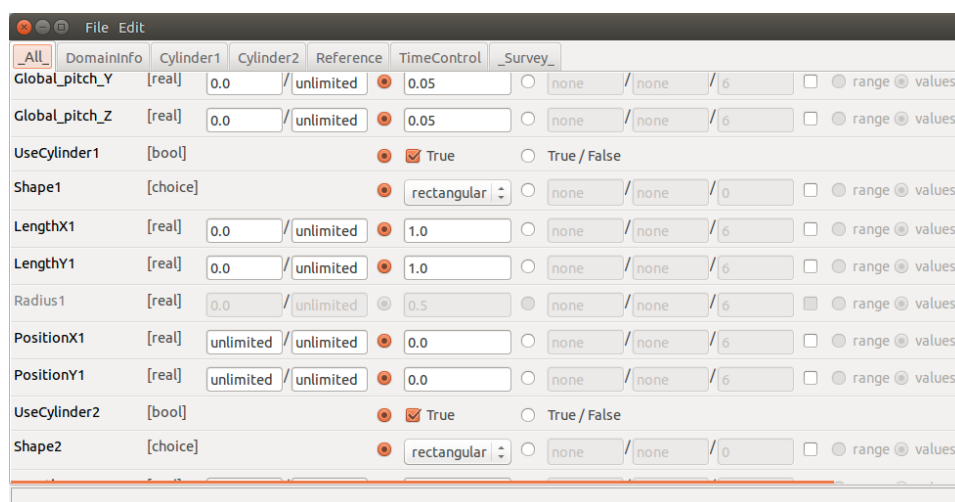 File Edit
_All_ DomainInfo Cylinder1 Cylinder2 Reference TimeControl _Survey_
Global_pitch_Y [real] 0.0 / unlimited 0.05 none / none / 6 range values
Global_pitch_Z [real] 0.0 / unlimited 0.05 none / none / 6 range values
UseCylinder1 [bool] True True / False
Shape1 [choice] rectangular none / none / 0 range values
LengthX1 [real] 0.0 / unlimited 1.0 none / none / 6 range values
LengthY1 [real] 0.0 / unlimited 1.0 none / none / 6 range values
Radius1 [real] 0.0 / unlimited 0.5 none / none / 6 range values
PositionX1 [real] unlimited / unlimited 0.0 none / none / 6 range values
PositionY1 [real] unlimited / unlimited 0.0 none / none / 6 range values
UseCylinder2 [bool] True True / False
Shape2 [choice] rectangular none / none / 0 range values